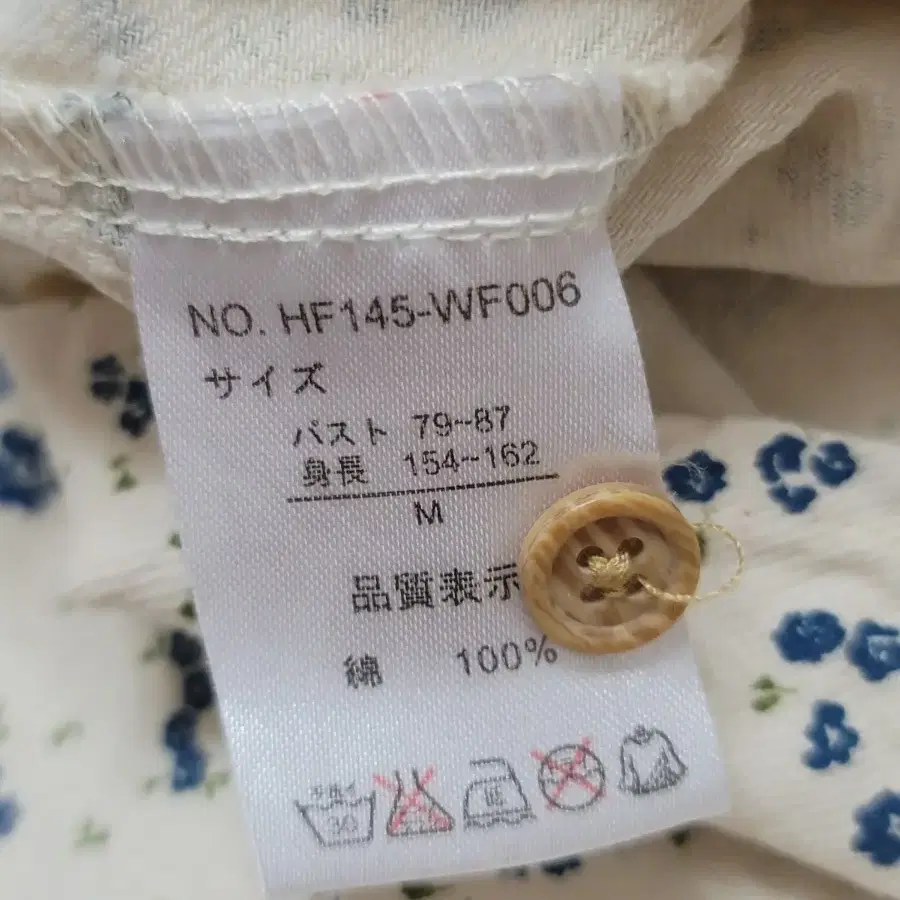 NO. HF145-WF006
サイズ
バスト 79~87
身長 154~162
M
品質表示
綿 100%
30